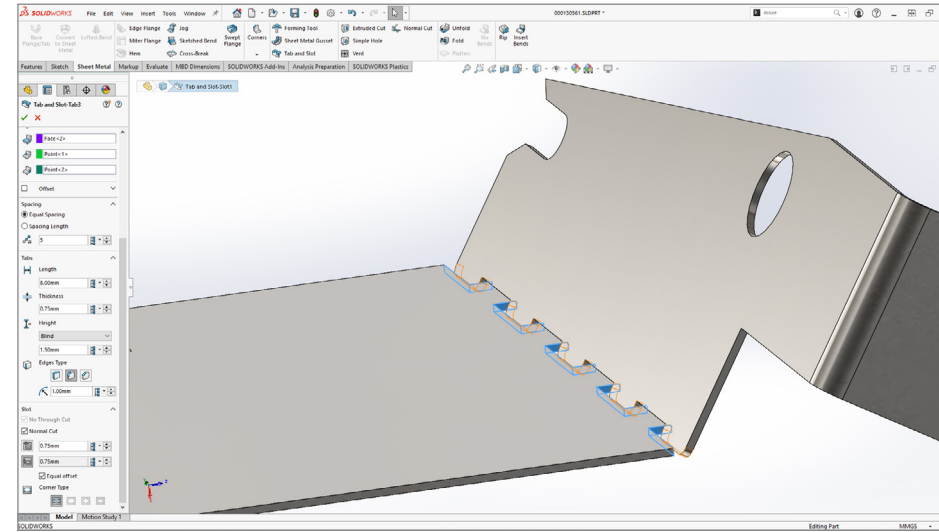 SOLIDWORKS File Edit View Insert Tools Window
000130561.SLDPRT *
move
Base Flange/Tab
Convert to Sheet Metal
Lofted-Bend
Edge Flange
Miter Flange
Hem
Jog
Sketched Bend
Cross-Break
Swept Flange
Corners
Forming Tool
Sheet Metal Gusset
Tab and Slot
Extruded Cut
Simple Hole
Vent
Normal Cut
Unfold
Fold
Flatten
No Bends
Rip
Insert Bends
Features Sketch Sheet Metal Markup Evaluate MBD Dimensions SOLIDWORKS Add-Ins Analysis Preparation SOLIDWORKS Plastics
Tab and Slot-Slot1
Tab and Slot-Tab3
Face<2>
Point<1>
Point<2>
Offset
Spacing
Equal Spacing
Spacing Length
5
Tabs
Length
8.00mm
Thickness
0.75mm
Height
Blind
1.50mm
Edges Type
1.00mm
Slot
No Through Cut
Normal Cut
0.75mm
0.75mm
Equal offset
Corner Type
Model Motion Study 1
SOLIDWORKS
Editing Part
MMGS